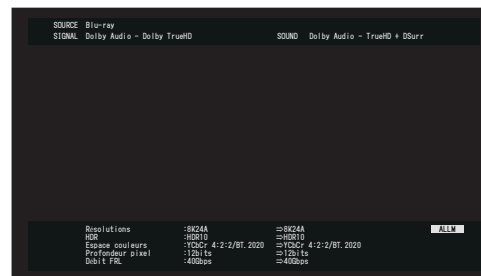 SOURCE Blu-ray
SIGNAL Dolby Audio - Dolby TrueHD SOUND Dolby Audio - TrueHD + DSurr
Résolutions :8K24A ⇒8K24A ALLM
HDR :HDR10 ⇒HDR10
Espace couleurs :YCbCr 4:2:2/BT.2020 ⇒YCbCr 4:2:2/BT.2020
Profondeur pixel :12bits ⇒12bits
Débit FRL :40Gbps ⇒40Gbps